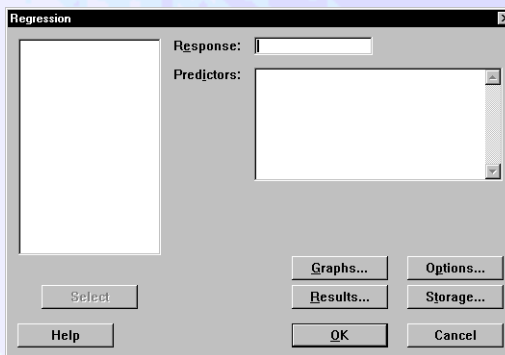 Regression
Response:
Predictors:
Graphs... Options...
Select Results... Storage...
Help OK Cancel